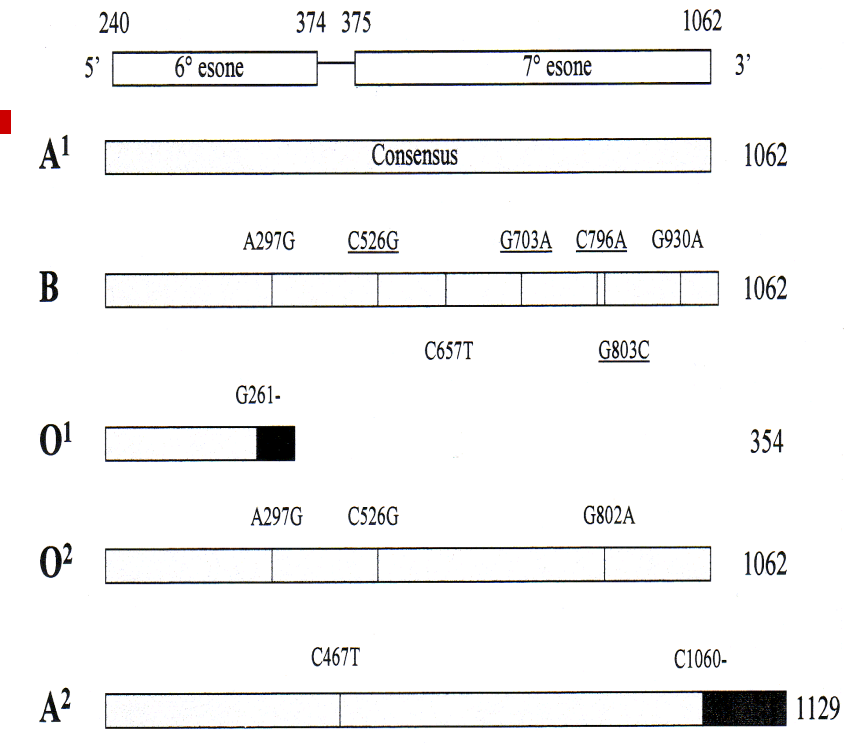 240 374 375 1062
5’ 6° esone 7° esone 3’
A1 Consensus 1062
A297G C526G G703A C796A G930A
B 1062
C657T G803C
G261-
O1 354
A297G C526G G802A
O2 1062
C467T C1060-
A2 1129